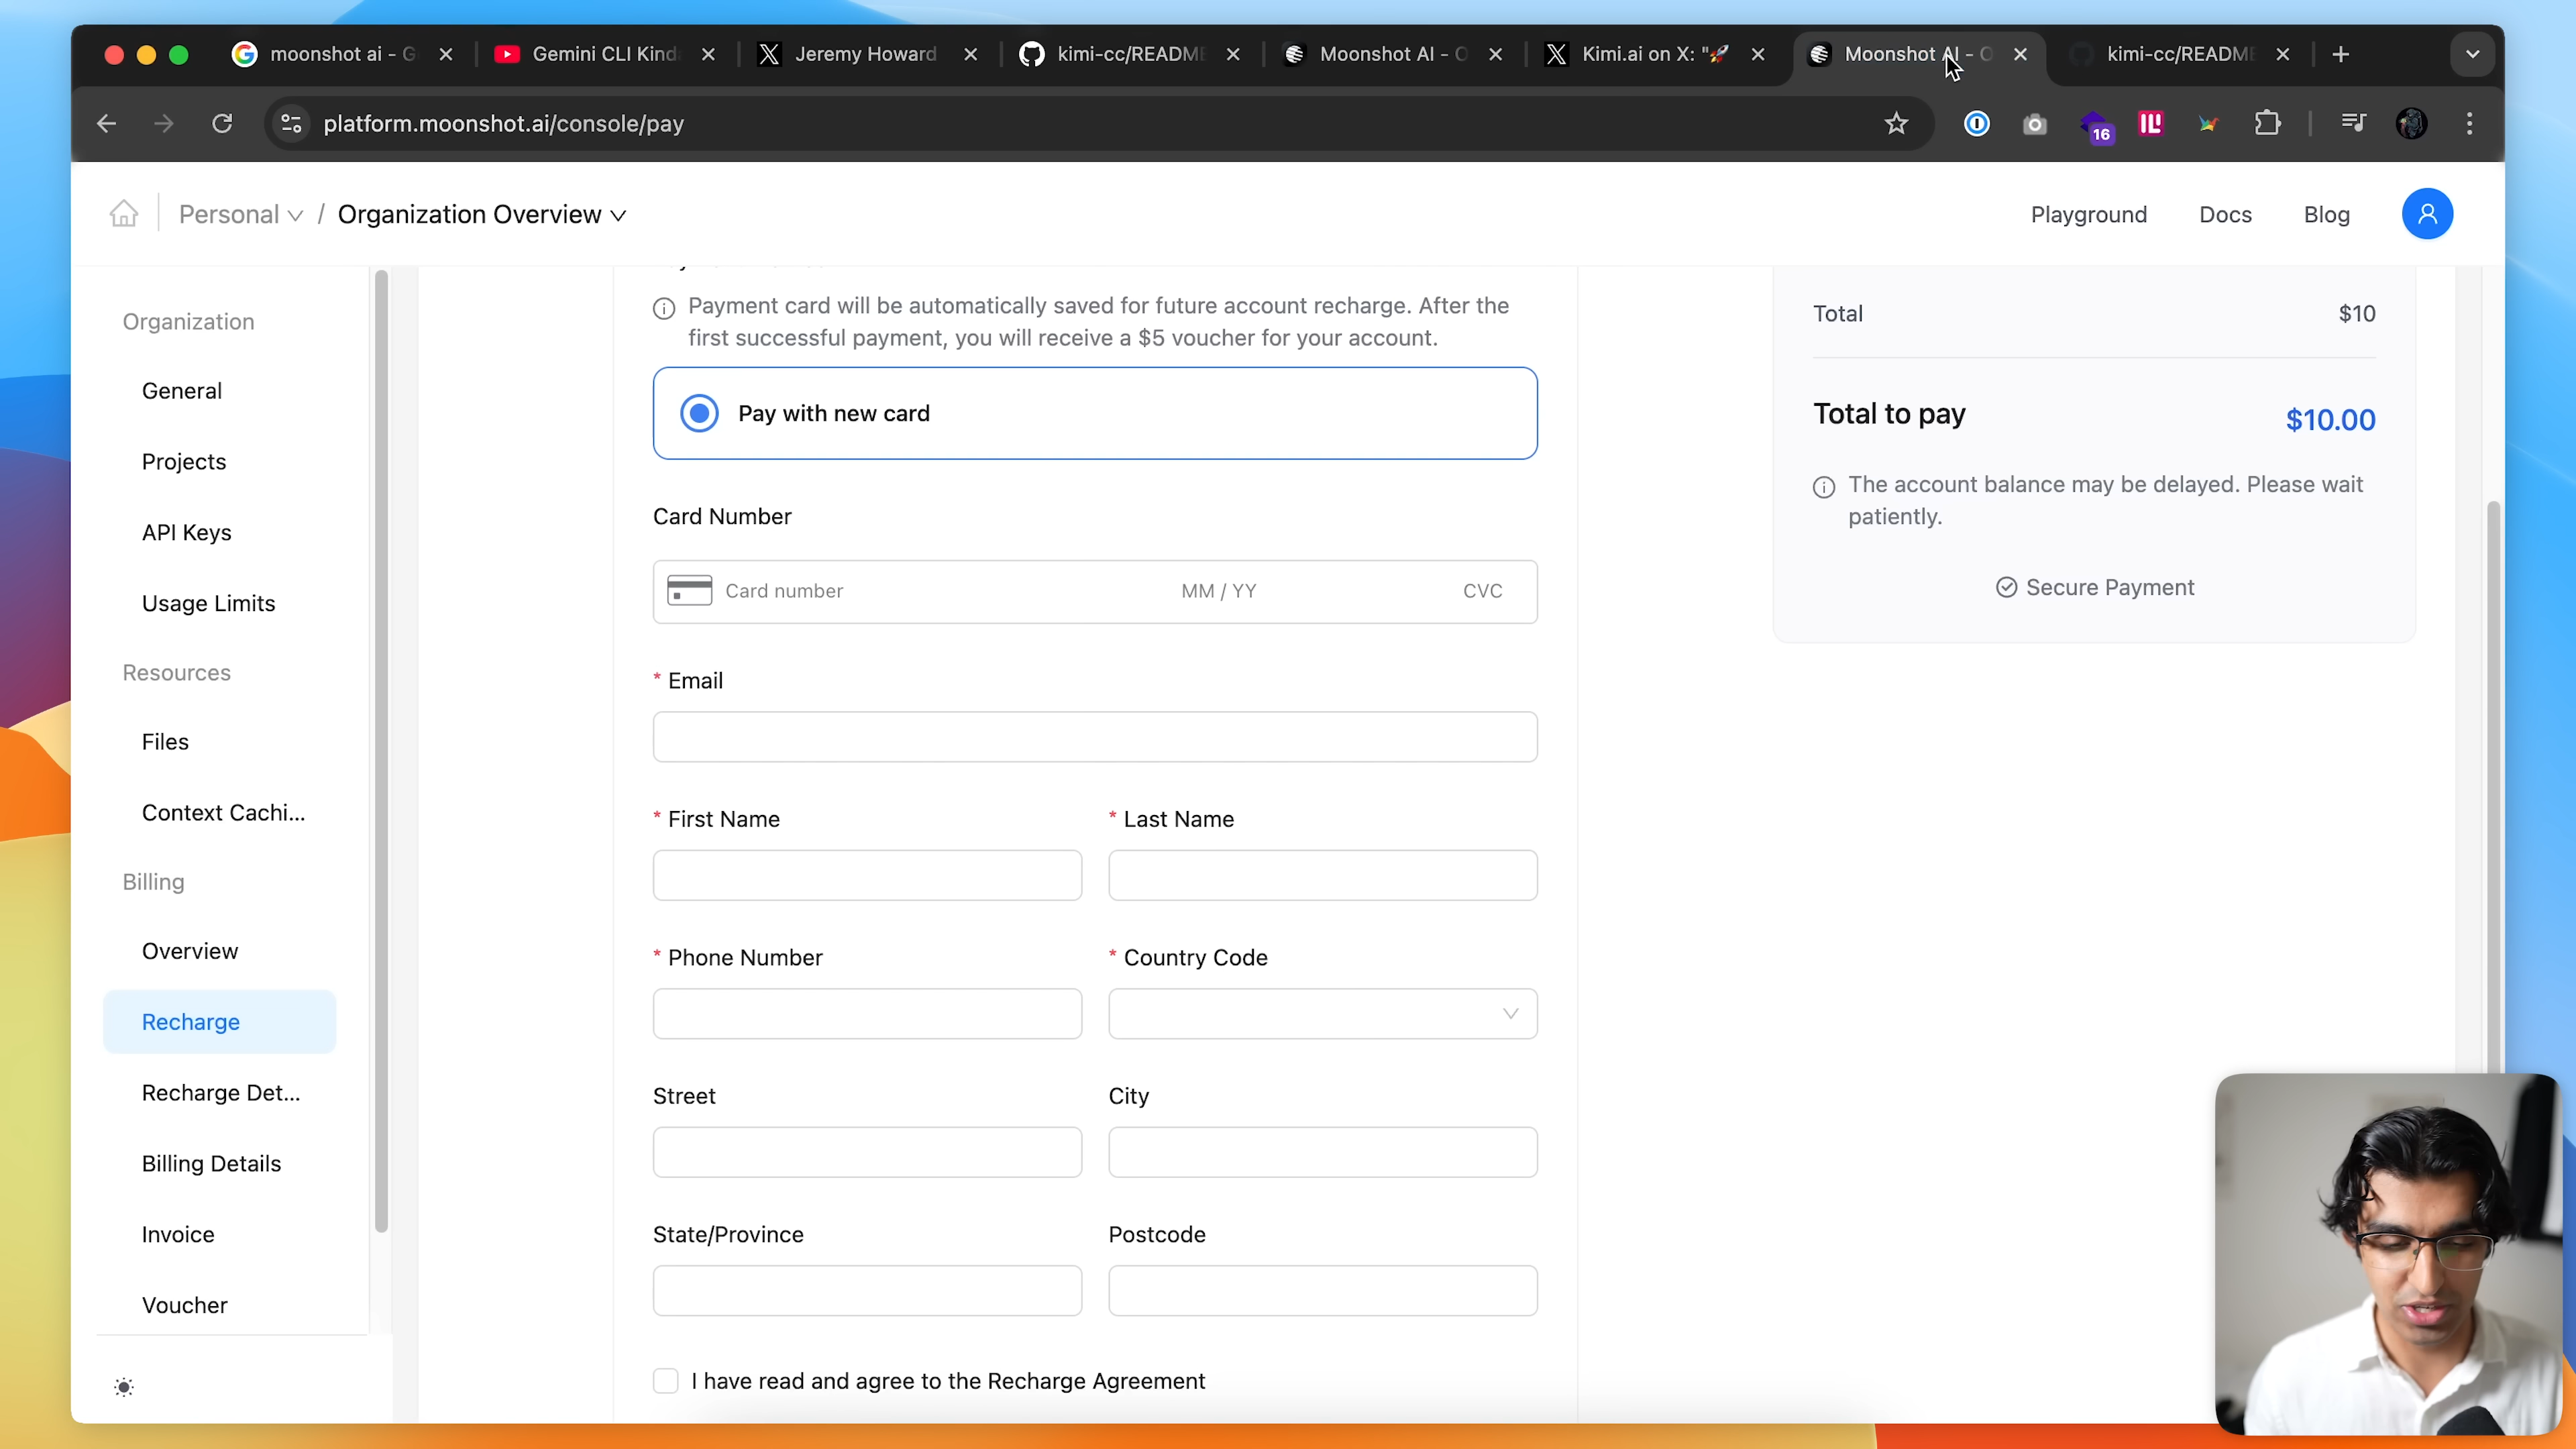 moonshot ai - G
Gemini CLI Kind
Jeremy Howard
kimi-cc/README
Moonshot AI - O
Kimi.ai on X: "🚀
Moonshot AI - O
kimi-cc/README
platform.moonshot.ai/console/pay
16
Personal / Organization Overview
Playground
Docs
Blog
Organization
General
Projects
API Keys
Usage Limits
Resources
Files
Context Cachi...
Billing
Overview
Recharge
Recharge Det...
Billing Details
Invoice
Voucher
Payment card will be automatically saved for future account recharge. After the
first successful payment, you will receive a $5 voucher for your account.
Pay with new card
Card Number
Card number MM / YY CVC
* Email
* First Name
* Last Name
* Phone Number
* Country Code
Street
City
State/Province
Postcode
I have read and agree to the Recharge Agreement
Total $10
Total to pay $10.00
The account balance may be delayed. Please wait
patiently.
Secure Payment